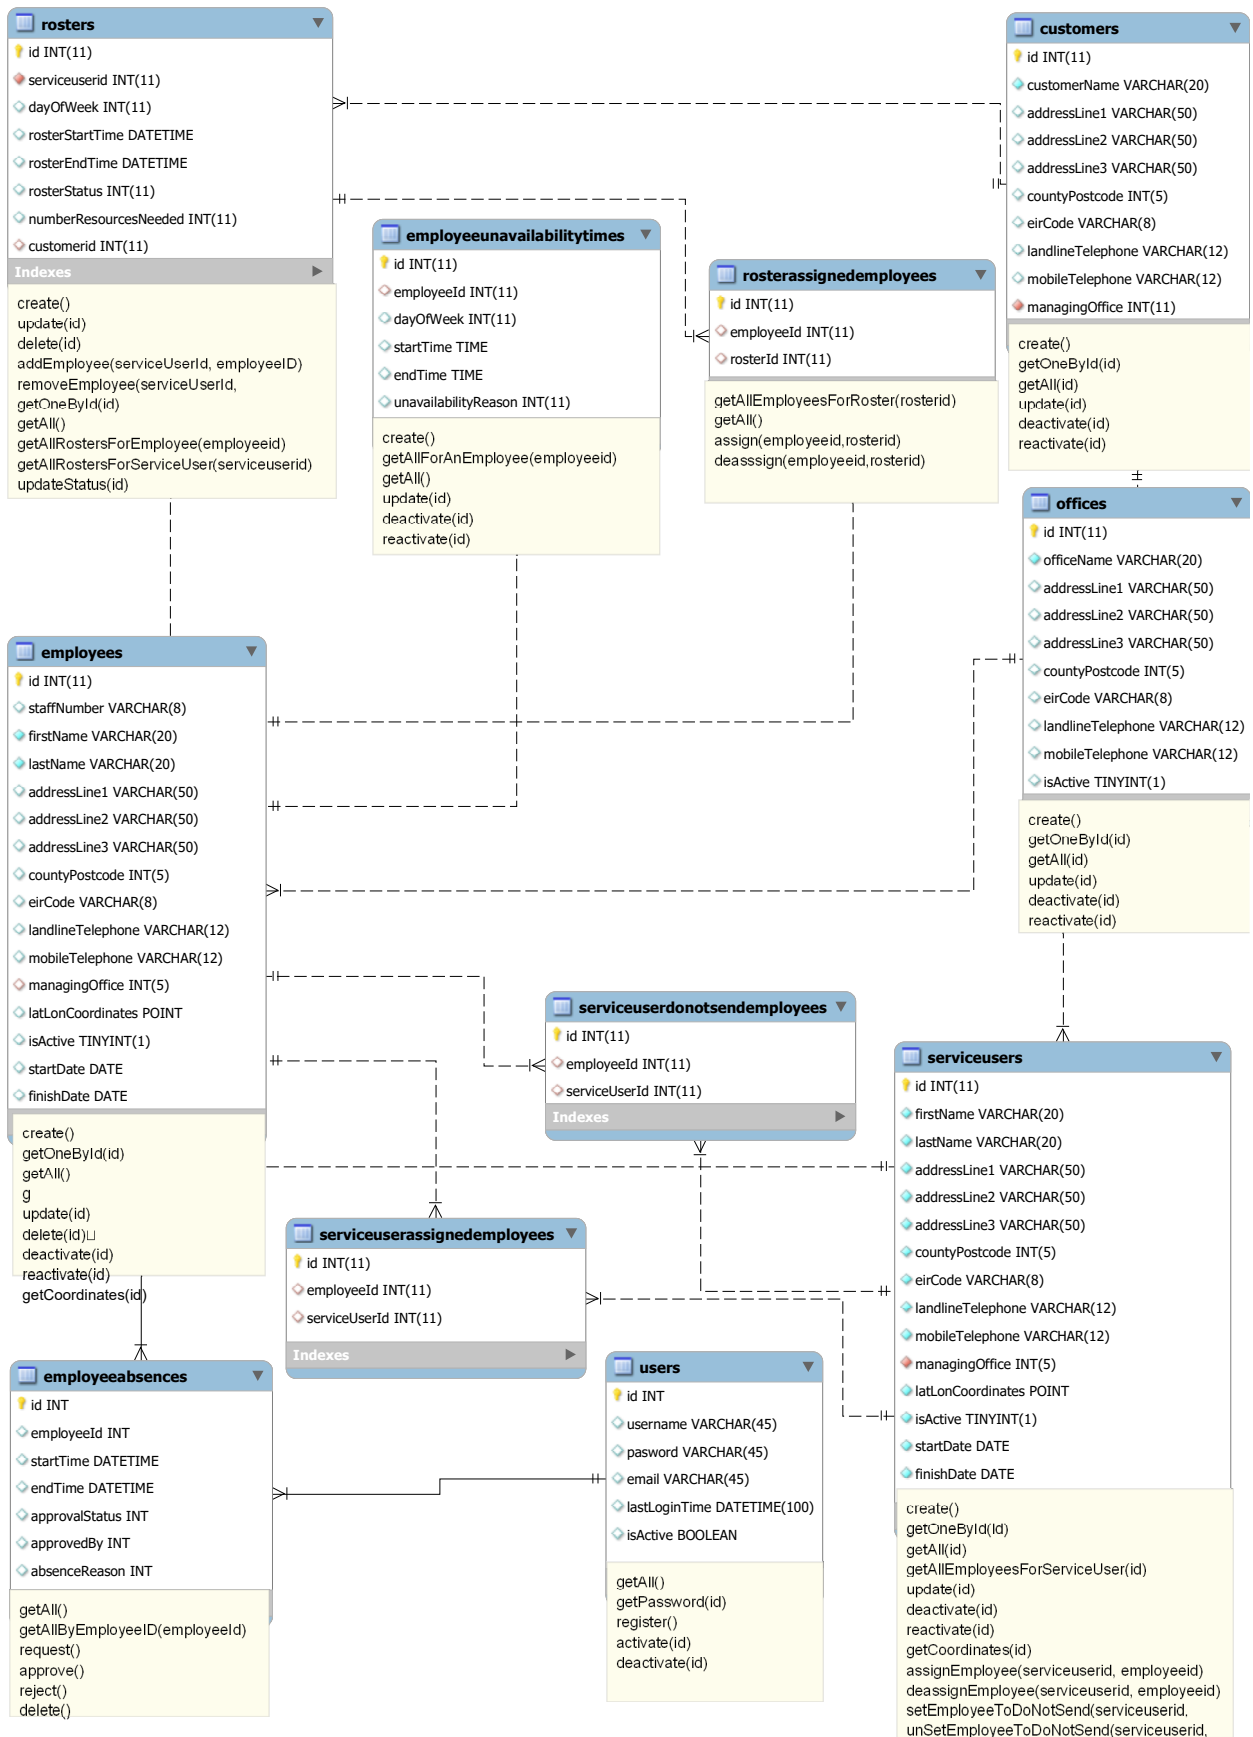 rosters
id INT(11)
serviceuserid INT(11)
dayOfWeek INT(11)
rosterStartTime DATETIME
rosterEndTime DATETIME
rosterStatus INT(11)
numberResourcesNeeded INT(11)
customerid INT(11)
Indexes
create()
update(id)
delete(id)
addEmployee(serviceUserId, employeeID)
removeEmployee(serviceUserId,
getOneById(id)
getAll()
getAllRostersForEmployee(employeeid)
getAllRostersForServiceUser(serviceuserid)
updateStatus(id)
customers
id INT(11)
customerName VARCHAR(20)
addressLine1 VARCHAR(50)
addressLine2 VARCHAR(50)
addressLine3 VARCHAR(50)
countyPostcode INT(5)
eirCode VARCHAR(8)
landlineTelephone VARCHAR(12)
mobileTelephone VARCHAR(12)
managingOffice INT(11)
create()
getOneById(id)
getAll(id)
update(id)
deactivate(id)
reactivate(id)
employeeunavailabilitytimes
id INT(11)
employeeId INT(11)
dayOfWeek INT(11)
startTime TIME
endTime TIME
unavailabilityReason INT(11)
create()
getAllForAnEmployee(employeeid)
getAll()
update(id)
deactivate(id)
reactivate(id)
rosterassignedemployees
id INT(11)
employeeId INT(11)
rosterId INT(11)
getAllEmployeesForRoster(rosterid)
getAll()
assign(employeeid,rosterid)
deasssign(employeeid,rosterid)
offices
id INT(11)
officeName VARCHAR(20)
addressLine1 VARCHAR(50)
addressLine2 VARCHAR(50)
addressLine3 VARCHAR(50)
countyPostcode INT(5)
eirCode VARCHAR(8)
landlineTelephone VARCHAR(12)
mobileTelephone VARCHAR(12)
isActive TINYINT(1)
create()
getOneById(id)
getAll(id)
update(id)
deactivate(id)
reactivate(id)
employees
id INT(11)
staffNumber VARCHAR(8)
firstName VARCHAR(20)
lastName VARCHAR(20)
addressLine1 VARCHAR(50)
addressLine2 VARCHAR(50)
addressLine3 VARCHAR(50)
countyPostcode INT(5)
eirCode VARCHAR(8)
landlineTelephone VARCHAR(12)
mobileTelephone VARCHAR(12)
managingOffice INT(5)
latLonCoordinates POINT
isActive TINYINT(1)
startDate DATE
finishDate DATE
create()
getOneById(id)
getAll()
g
update(id)
delete(id)□
deactivate(id)
reactivate(id)
getCoordinates(id)
serviceuserdonotsendemployees
id INT(11)
employeeId INT(11)
serviceUserId INT(11)
Indexes
serviceusers
id INT(11)
firstName VARCHAR(20)
lastName VARCHAR(20)
addressLine1 VARCHAR(50)
addressLine2 VARCHAR(50)
addressLine3 VARCHAR(50)
countyPostcode INT(5)
eirCode VARCHAR(8)
landlineTelephone VARCHAR(12)
mobileTelephone VARCHAR(12)
managingOffice INT(5)
latLonCoordinates POINT
isActive TINYINT(1)
startDate DATE
finishDate DATE
create()
getOneById(id)
getAll(id)
getAllEmployeesForServiceUser(id)
update(id)
deactivate(id)
reactivate(id)
getCoordinates(id)
assignEmployee(serviceuserid, employeeid)
deassignEmployee(serviceuserid, employeeid)
setEmployeeToDoNotSend(serviceuserid,
unSetEmployeeToDoNotSend(serviceuserid,
serviceuserassignedemployees
id INT(11)
employeeId INT(11)
serviceUserId INT(11)
Indexes
employeeabsences
id INT
employeeId INT
startTime DATETIME
endTime DATETIME
approvalStatus INT
approvedBy INT
absenceReason INT
getAll()
getAllByEmployeeID(employeeId)
request()
approve()
reject()
delete()
users
id INT
username VARCHAR(45)
pasword VARCHAR(45)
email VARCHAR(45)
lastLoginTime DATETIME(100)
isActive BOOLEAN
getAll()
getPassword(id)
register()
activate(id)
deactivate(id)